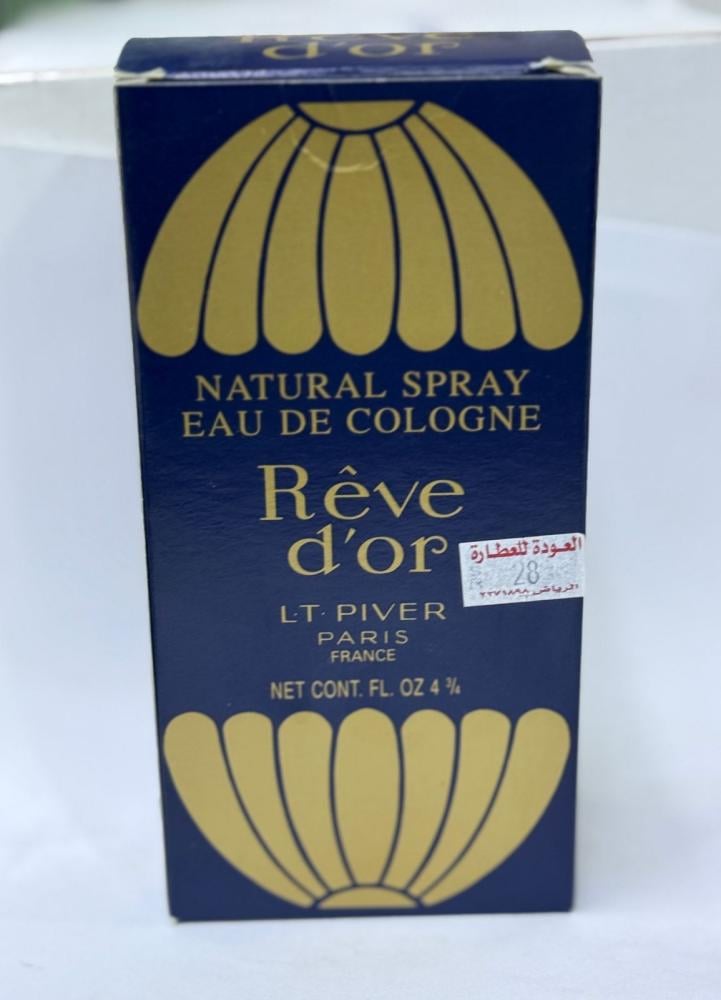 d'or
NATURAL SPRAY
EAU DE COLOGNE
Rêve
d'or
العودة للعطارة
28
الرياض
L.T. PIVER
PARIS
FRANCE
NET CONT. FL. OZ 4 ¾